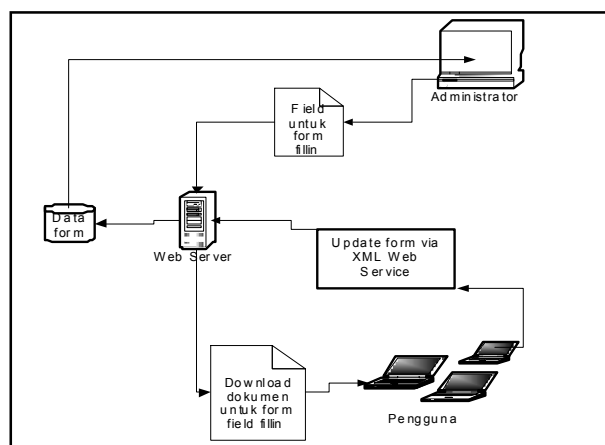 Administrator
Field
untuk
form
fillin
Data
form
Web Server
Update form via
XML Web
Service
Download
dokumen
untuk form
field fillin
Pengguna